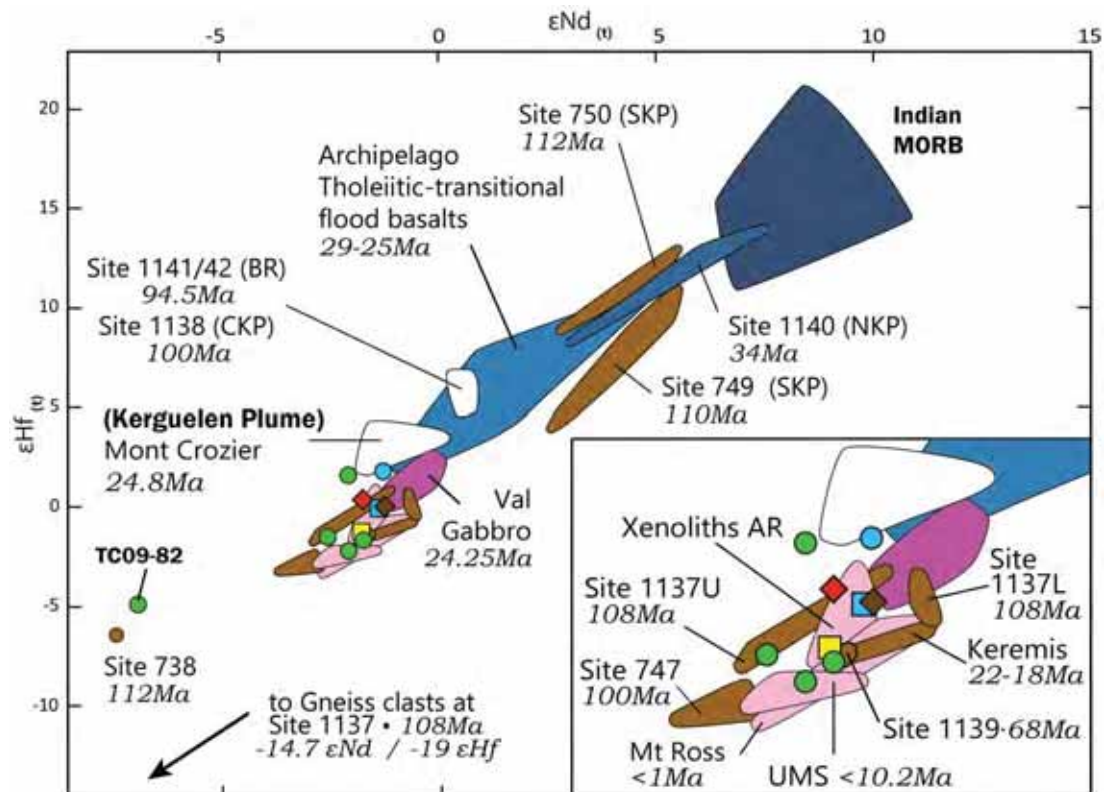 εNd (t)
-5 0 5 10 15
20
15
10
5
0
-5
-10
εHf (t)
Site 750 (SKP)
112Ma
Indian
MORB
Archipelago
Tholeiitic-transitional
flood basalts
29-25Ma
Site 1141/42 (BR)
94.5Ma
Site 1138 (CKP)
100Ma
Site 1140 (NKP)
34Ma
Site 749 (SKP)
110Ma
(Kerguelen Plume)
Mont Crozier
24.8Ma
Val
Gabbro
24.25Ma
TC09-82
Site 738
112Ma
to Gneiss clasts at
Site 1137 • 108Ma
-14.7 εNd / -19 εHf
Xenoliths AR
Site
1137L
108Ma
Site 1137U
108Ma
Keremis
22-18Ma
Site 747
100Ma
Site 1139·68Ma
Mt Ross
<1Ma
UMS <10.2Ma